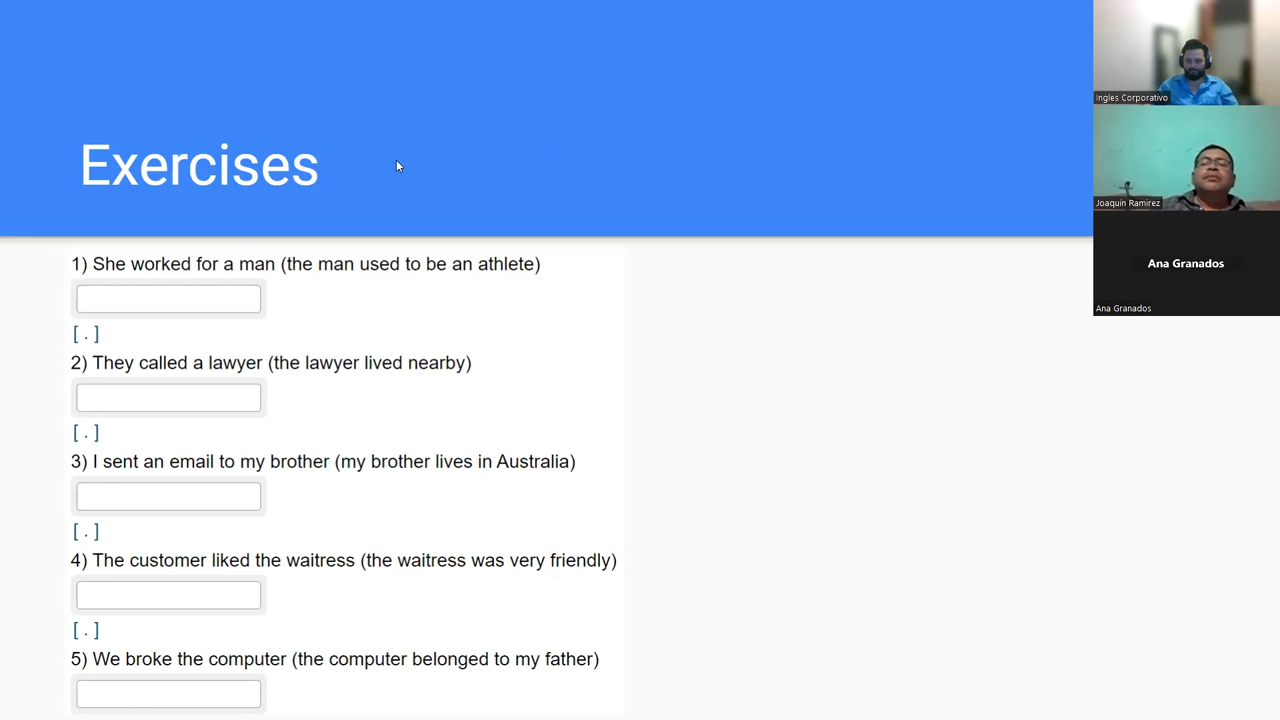 Exercises
1) She worked for a man (the man used to be an athlete)
[ . ]
2) They called a lawyer (the lawyer lived nearby)
[ . ]
3) I sent an email to my brother (my brother lives in Australia)
[ . ]
4) The customer liked the waitress (the waitress was very friendly)
[ . ]
5) We broke the computer (the computer belonged to my father)
Ingles Corporativo
Joaquín Ramirez
Ana Granados
Ana Granados